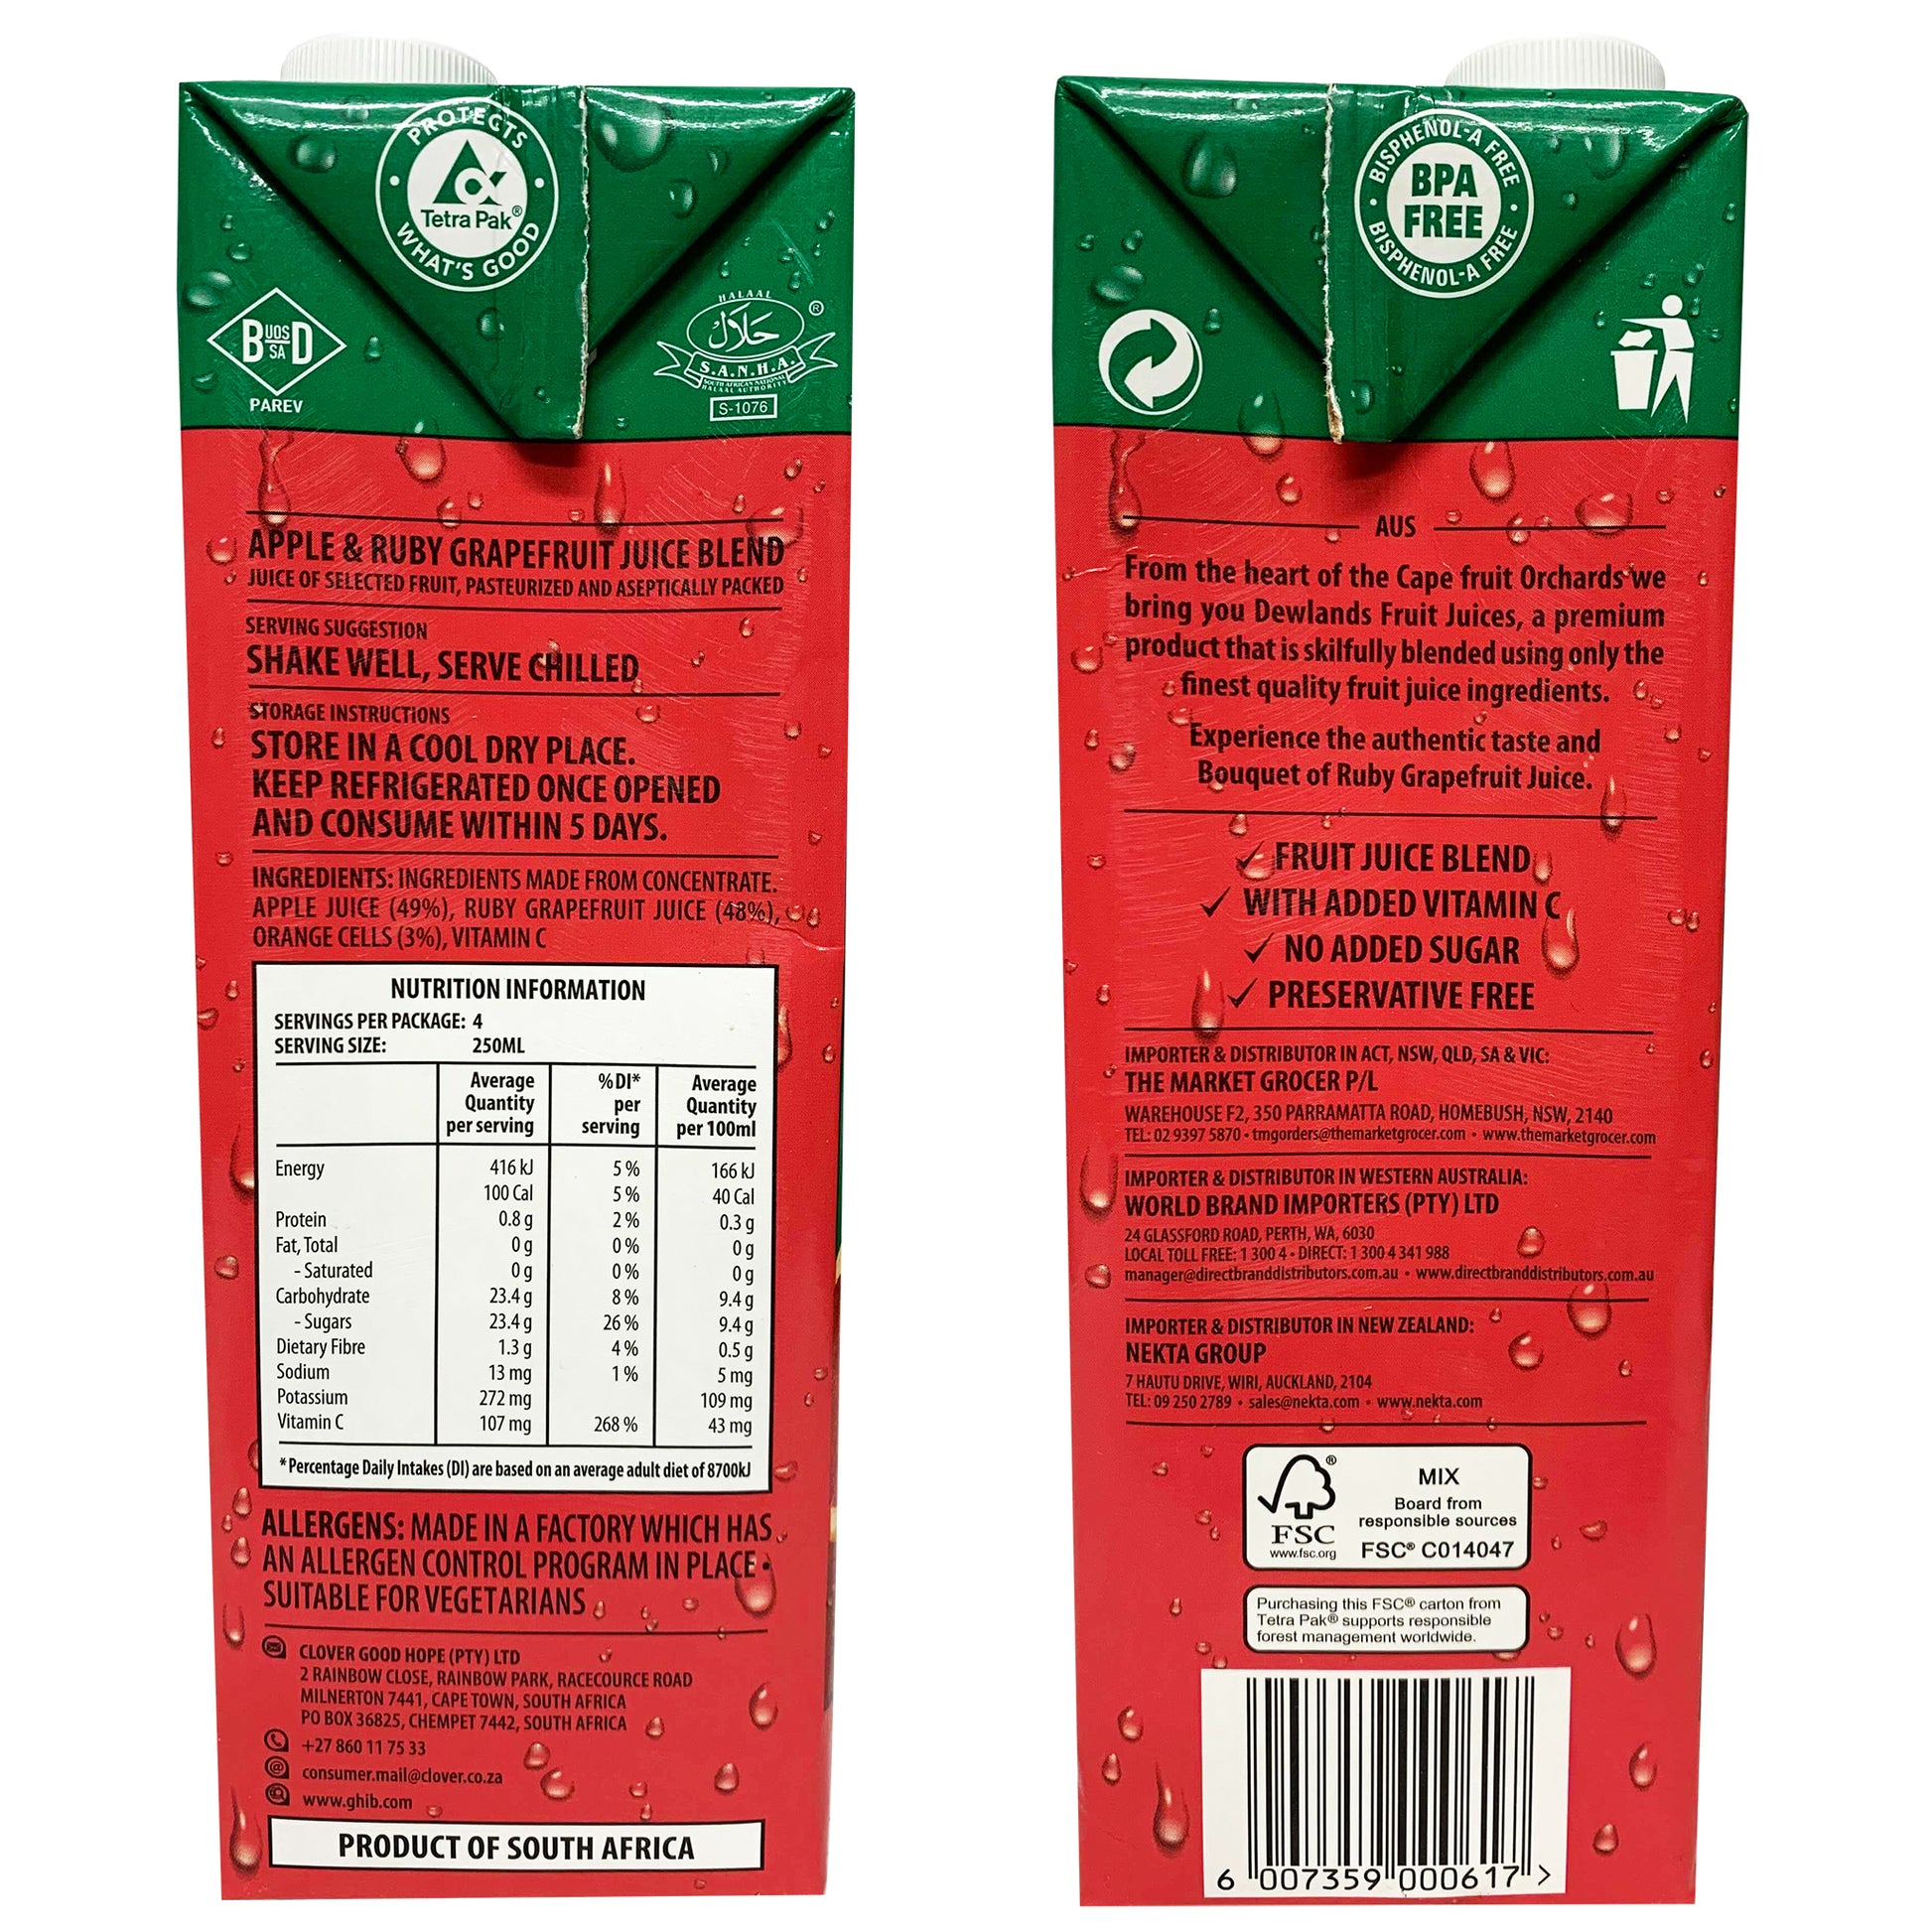 PROTECTS
Tetra Pak®
WHAT'S GOOD
B UOS SA D
PAREV
HALAAL
حلال
®
S.A.N.H.A.
SOUTH AFRICAN NATIONAL
HALAAL AUTHORITY
S-1076
APPLE & RUBY GRAPEFRUIT JUICE BLEND
JUICE OF SELECTED FRUIT, PASTEURIZED AND ASEPTICALLY PACKED
SERVING SUGGESTION
SHAKE WELL, SERVE CHILLED
STORAGE INSTRUCTIONS
STORE IN A COOL DRY PLACE.
KEEP REFRIGERATED ONCE OPENED
AND CONSUME WITHIN 5 DAYS.
INGREDIENTS: INGREDIENTS MADE FROM CONCENTRATE.
APPLE JUICE (49%), RUBY GRAPEFRUIT JUICE (48%),
ORANGE CELLS (3%), VITAMIN C
NUTRITION INFORMATION
SERVINGS PER PACKAGE: 4
SERVING SIZE: 250ML
Average %DI* Average
Quantity per Quantity
per serving serving per 100ml
Energy 416 kJ 5 % 166 kJ
100 Cal 5 % 40 Cal
Protein 0.8 g 2 % 0.3 g
Fat, Total 0 g 0 % 0 g
- Saturated 0 g 0 % 0 g
Carbohydrate 23.4 g 8 % 9.4 g
- Sugars 23.4 g 26 % 9.4 g
Dietary Fibre 1.3 g 4 % 0.5 g
Sodium 13 mg 1 % 5 mg
Potassium 272 mg 109 mg
Vitamin C 107 mg 268 % 43 mg
*Percentage Daily Intakes (DI) are based on an average adult diet of 8700kJ
ALLERGENS: MADE IN A FACTORY WHICH HAS
AN ALLERGEN CONTROL PROGRAM IN PLACE •
SUITABLE FOR VEGETARIANS
CLOVER GOOD HOPE (PTY) LTD
2 RAINBOW CLOSE, RAINBOW PARK, RACECOURCE ROAD
MILNERTON 7441, CAPE TOWN, SOUTH AFRICA
PO BOX 36825, CHEMPET 7442, SOUTH AFRICA
+27 860 11 75 33
@ consumer.mail@clover.co.za
www.ghib.com
PRODUCT OF SOUTH AFRICA
BISPHENOL-A FREE
BPA
FREE
BISPHENOL-A FREE
AUS
From the heart of the Cape fruit Orchards we
bring you Dewlands Fruit Juices, a premium
product that is skilfully blended using only the
finest quality fruit juice ingredients.
Experience the authentic taste and
Bouquet of Ruby Grapefruit Juice.
✓ FRUIT JUICE BLEND
✓ WITH ADDED VITAMIN C
✓ NO ADDED SUGAR
✓ PRESERVATIVE FREE
IMPORTER & DISTRIBUTOR IN ACT, NSW, QLD, SA & VIC:
THE MARKET GROCER P/L
WAREHOUSE F2, 350 PARRAMATTA ROAD, HOMEBUSH, NSW, 2140
TEL: 02 9397 5870 • tmgorders@themarketgrocer.com • www.themarketgrocer.com
IMPORTER & DISTRIBUTOR IN WESTERN AUSTRALIA:
WORLD BRAND IMPORTERS (PTY) LTD
24 GLASSFORD ROAD, PERTH, WA, 6030
LOCAL TOLL FREE: 1 300 4 • DIRECT: 1 300 4 341 988
manager@directbranddistributors.com.au • www.directbranddistributors.com.au
IMPORTER & DISTRIBUTOR IN NEW ZEALAND:
NEKTA GROUP
7 HAUTU DRIVE, WIRI, AUCKLAND, 2104
TEL: 09 250 2789 • sales@nekta.com • www.nekta.com
®
FSC
www.fsc.org
MIX
Board from
responsible sources
FSC® C014047
Purchasing this FSC® carton from
Tetra Pak® supports responsible
forest management worldwide.
6 007359 000617 >